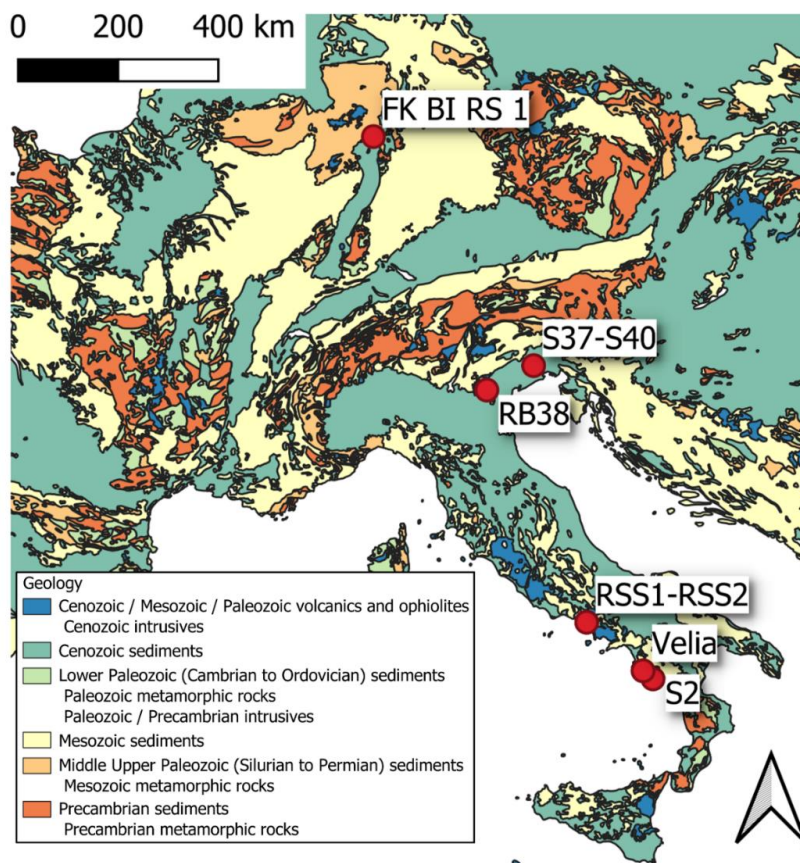 0 200 400 km
FK BI RS 1
S37-S40
RB38
RSS1-RSS2
Velia
S2
Geology
Cenozoic / Mesozoic / Paleozoic volcanics and ophiolites
Cenozoic intrusives
Cenozoic sediments
Lower Paleozoic (Cambrian to Ordovician) sediments
Paleozoic metamorphic rocks
Paleozoic / Precambrian intrusives
Mesozoic sediments
Middle Upper Paleozoic (Silurian to Permian) sediments
Mesozoic metamorphic rocks
Precambrian sediments
Precambrian metamorphic rocks